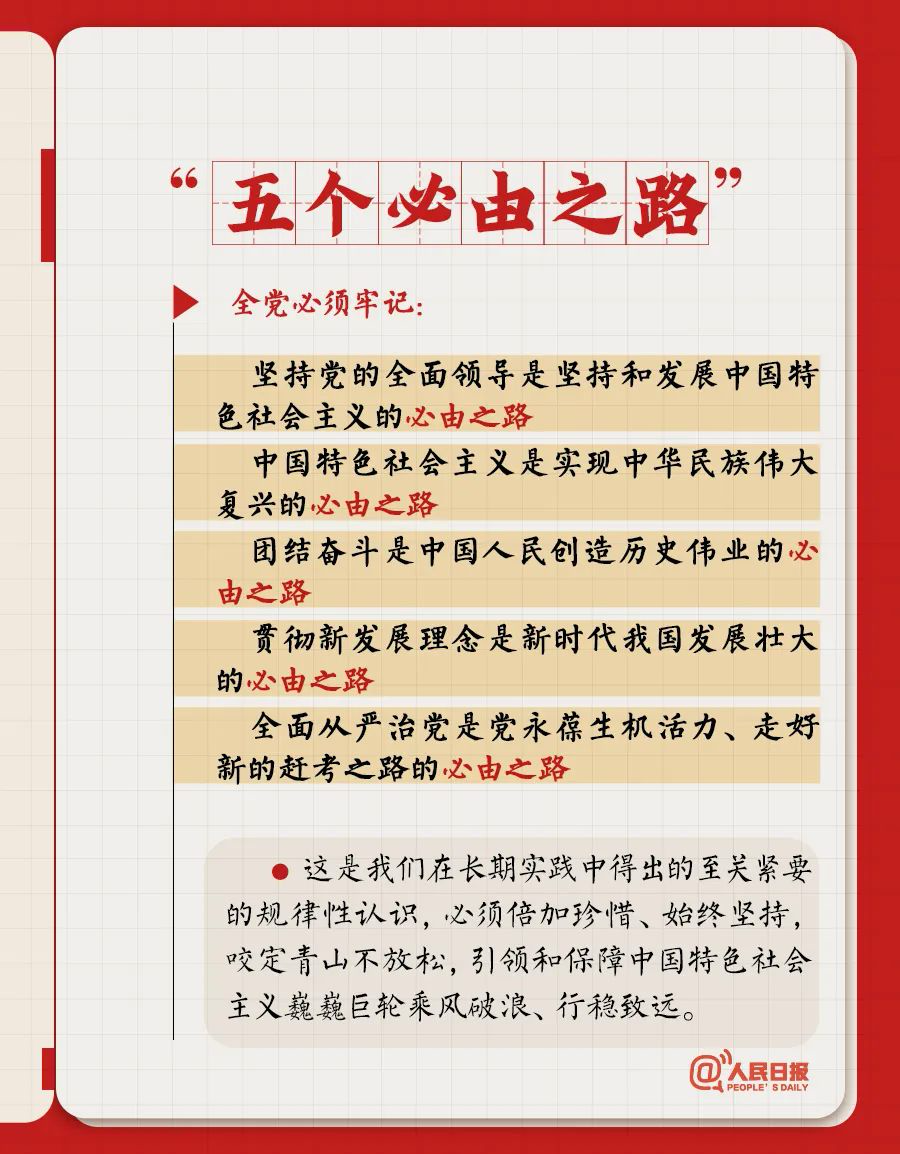 “五个必由之路”
全党必须牢记：
坚持党的全面领导是坚持和发展中国特
色社会主义的必由之路
中国特色社会主义是实现中华民族伟大
复兴的必由之路
团结奋斗是中国人民创造历史伟业的必
由之路
贯彻新发展理念是新时代我国发展壮大
的必由之路
全面从严治党是党永葆生机活力、走好
新的赶考之路的必由之路
● 这是我们在长期实践中得出的至关紧要
的规律性认识，必须倍加珍惜、始终坚持，
咬定青山不放松，引领和保障中国特色社会
主义巍巍巨轮乘风破浪、行稳致远。
@人民日报
PEOPLE'S DAILY